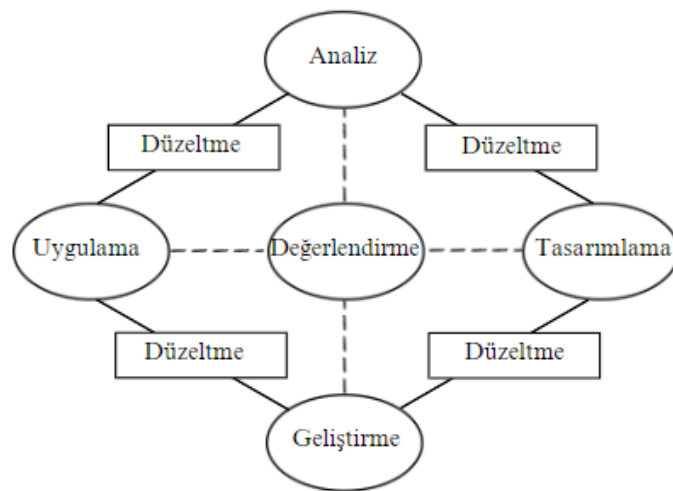 Analiz
Düzeltme
Düzeltme
Uygulama
Değerlendirme
Tasarımlama
Düzeltme
Düzeltme
Geliştirme